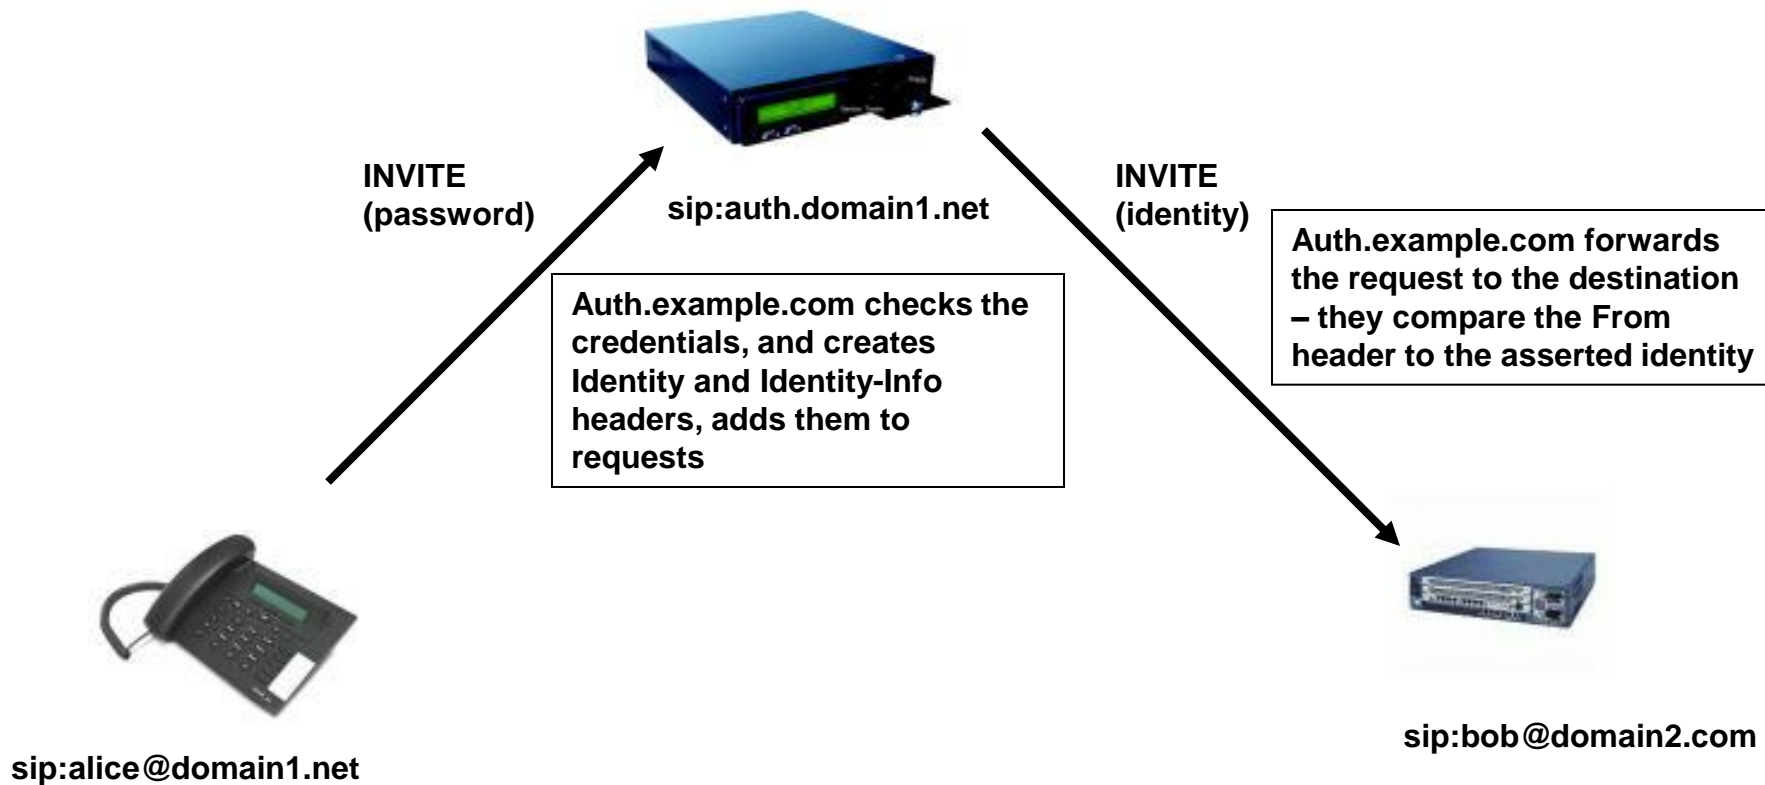 INVITE
(password)
sip:auth.domain1.net
INVITE
(identity)
Auth.example.com forwards
the request to the destination
– they compare the From
header to the asserted identity
Auth.example.com checks the
credentials, and creates
Identity and Identity-Info
headers, adds them to
requests
sip:bob@domain2.com
sip:alice@domain1.net